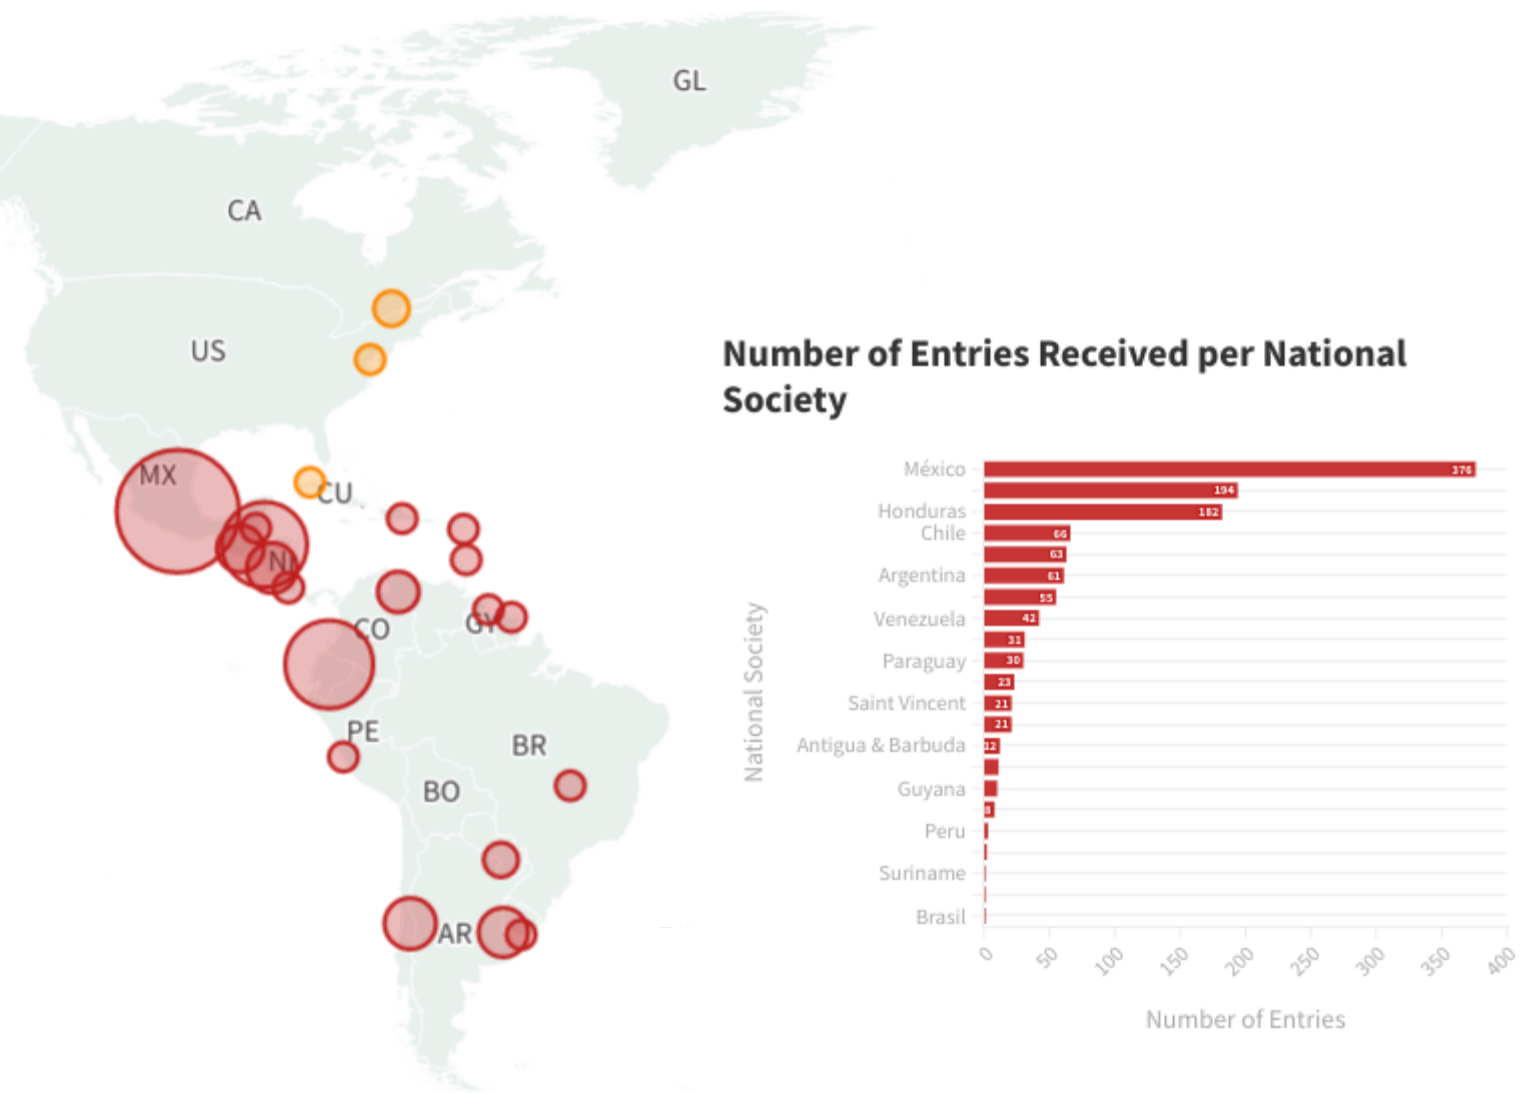 GL
CA
US
MX
CU
NI
CO
GY
PE
BR
BO
AR
Number of Entries Received per National
Society
National Society
México
376
194
Honduras
182
Chile
66
63
Argentina
61
55
Venezuela
42
31
Paraguay
30
23
Saint Vincent
21
21
Antigua & Barbuda
12
Guyana
8
Peru
Suriname
Brasil
0
50
100
150
200
250
300
350
400
Number of Entries